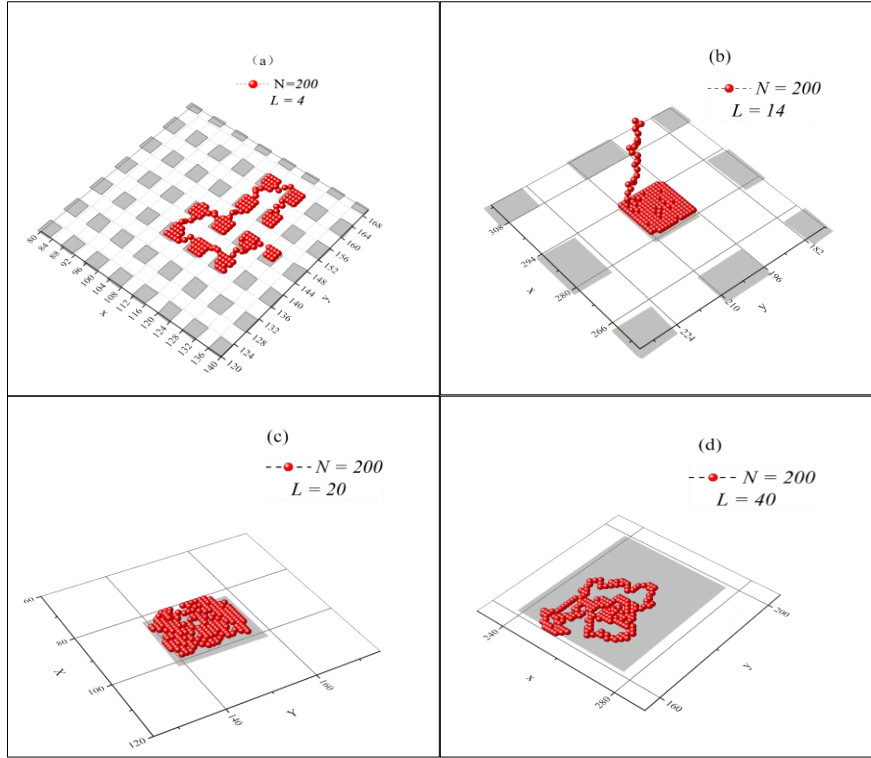 (a)
N=200
L = 4
80
84
88
92
96
100
104
108
112
116
120
124
128
132
136
140
x
120
124
128
132
136
140
144
148
152
156
160
164
168
y
(b)
N = 200
L = 14
308
294
280
266
x
224
210
196
182
y
(c)
N = 200
L = 20
60
80
100
120
X
140
160
Y
(d)
N = 200
L = 40
240
280
x
160
200
y